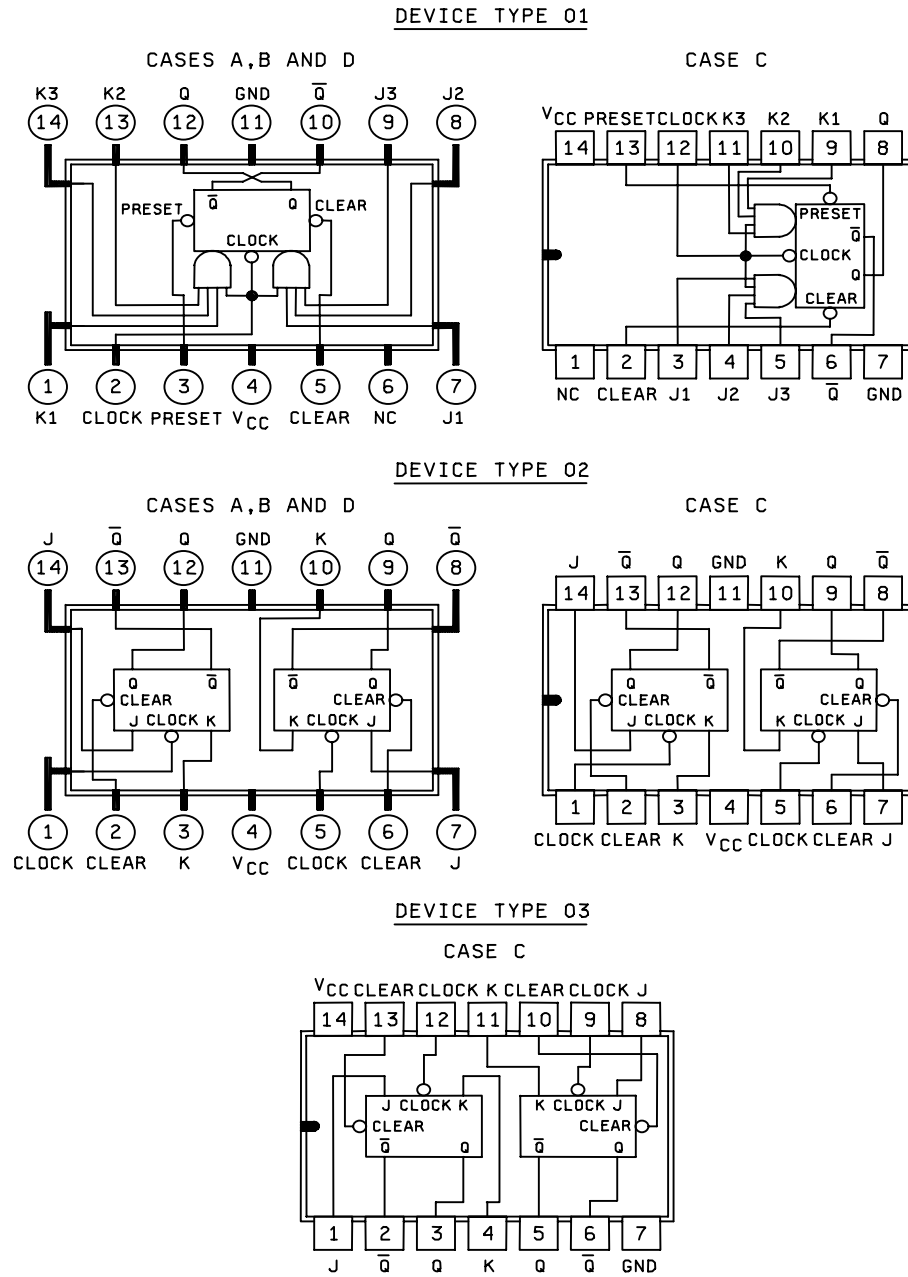 DEVICE TYPE 01
CASES A,B AND D
K3 K2 Q GND Q̅ J3 J2
14 13 12 11 10 9 8
Q̅ Q
PRESET CLEAR
CLOCK
1 2 3 4 5 6 7
K1 CLOCK PRESET VCC CLEAR NC J1
CASE C
VCC PRESET CLOCK K3 K2 K1 Q
14 13 12 11 10 9 8
PRESET
Q̅
CLOCK
Q
CLEAR
1 2 3 4 5 6 7
NC CLEAR J1 J2 J3 Q̅ GND
DEVICE TYPE 02
CASES A,B AND D
J Q̅ Q GND K Q Q̅
14 13 12 11 10 9 8
Q Q̅ Q̅ Q
CLEAR CLEAR
J CLOCK K K CLOCK J
1 2 3 4 5 6 7
CLOCK CLEAR K VCC CLOCK CLEAR J
CASE C
J Q̅ Q GND K Q Q̅
14 13 12 11 10 9 8
Q Q̅ Q̅ Q
CLEAR CLEAR
J CLOCK K K CLOCK J
1 2 3 4 5 6 7
CLOCK CLEAR K VCC CLOCK CLEAR J
DEVICE TYPE 03
CASE C
VCC CLEAR CLOCK K CLEAR CLOCK J
14 13 12 11 10 9 8
J CLOCK K K CLOCK J
CLEAR CLEAR
Q̅ Q Q̅ Q
1 2 3 4 5 6 7
J Q̅ Q K Q Q̅ GND